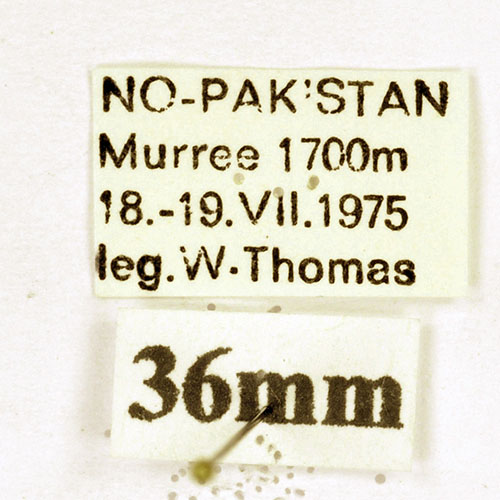 NO-PAK'STAN
Murree 1700m
18.-19.VII.1975
leg. W. Thomas
36mm